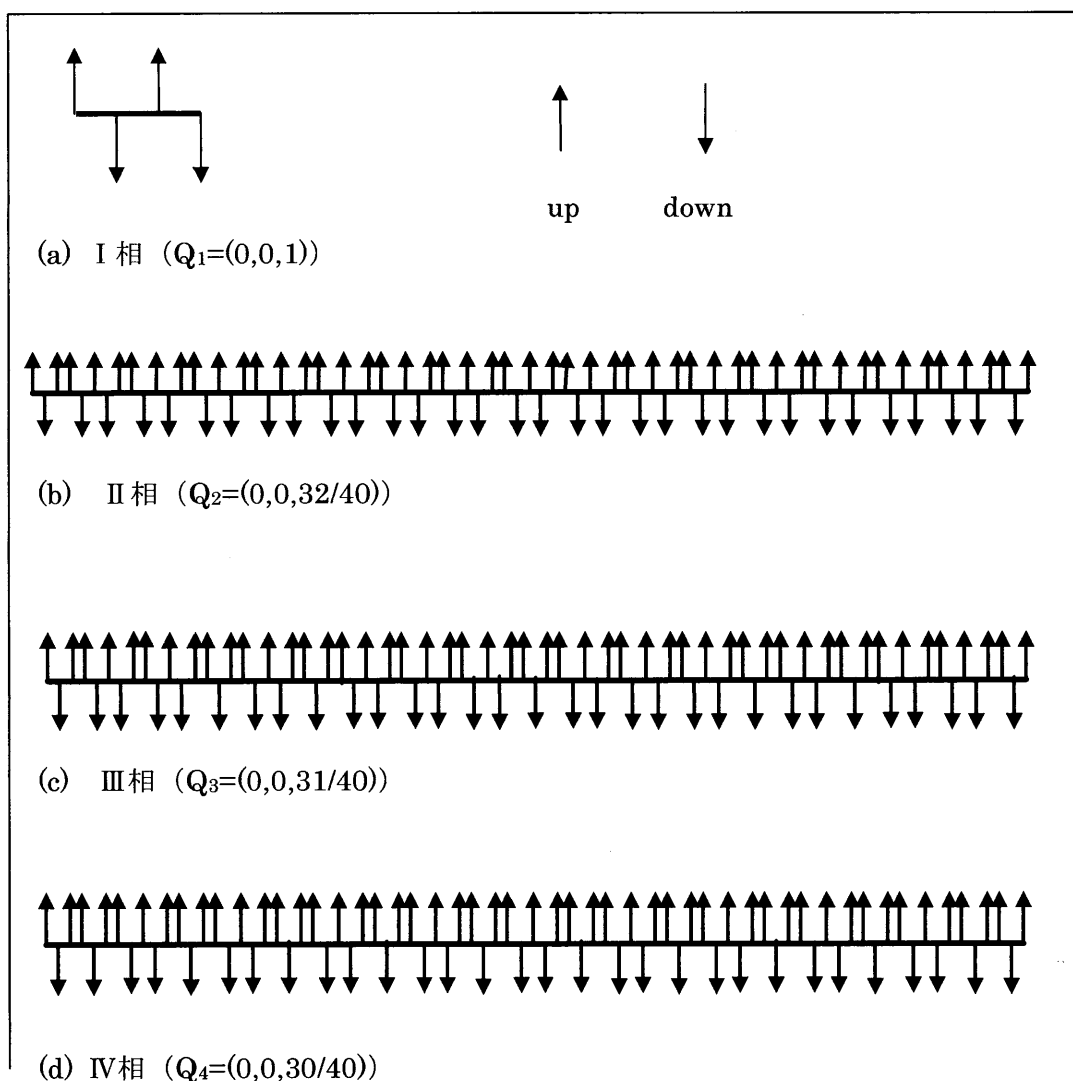 up down
(a) Ⅰ相（Q₁=(0,0,1)）
(b) Ⅱ相（Q₂=(0,0,32/40)）
(c) Ⅲ相（Q₃=(0,0,31/40)）
(d) Ⅳ相（Q₄=(0,0,30/40)）